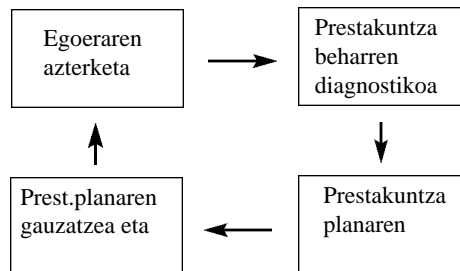 Egoeraren
azterketa
Prestakuntza
beharren
diagnostikoa
Prest.planaren
gauzatzea eta
Prestakuntza
planaren